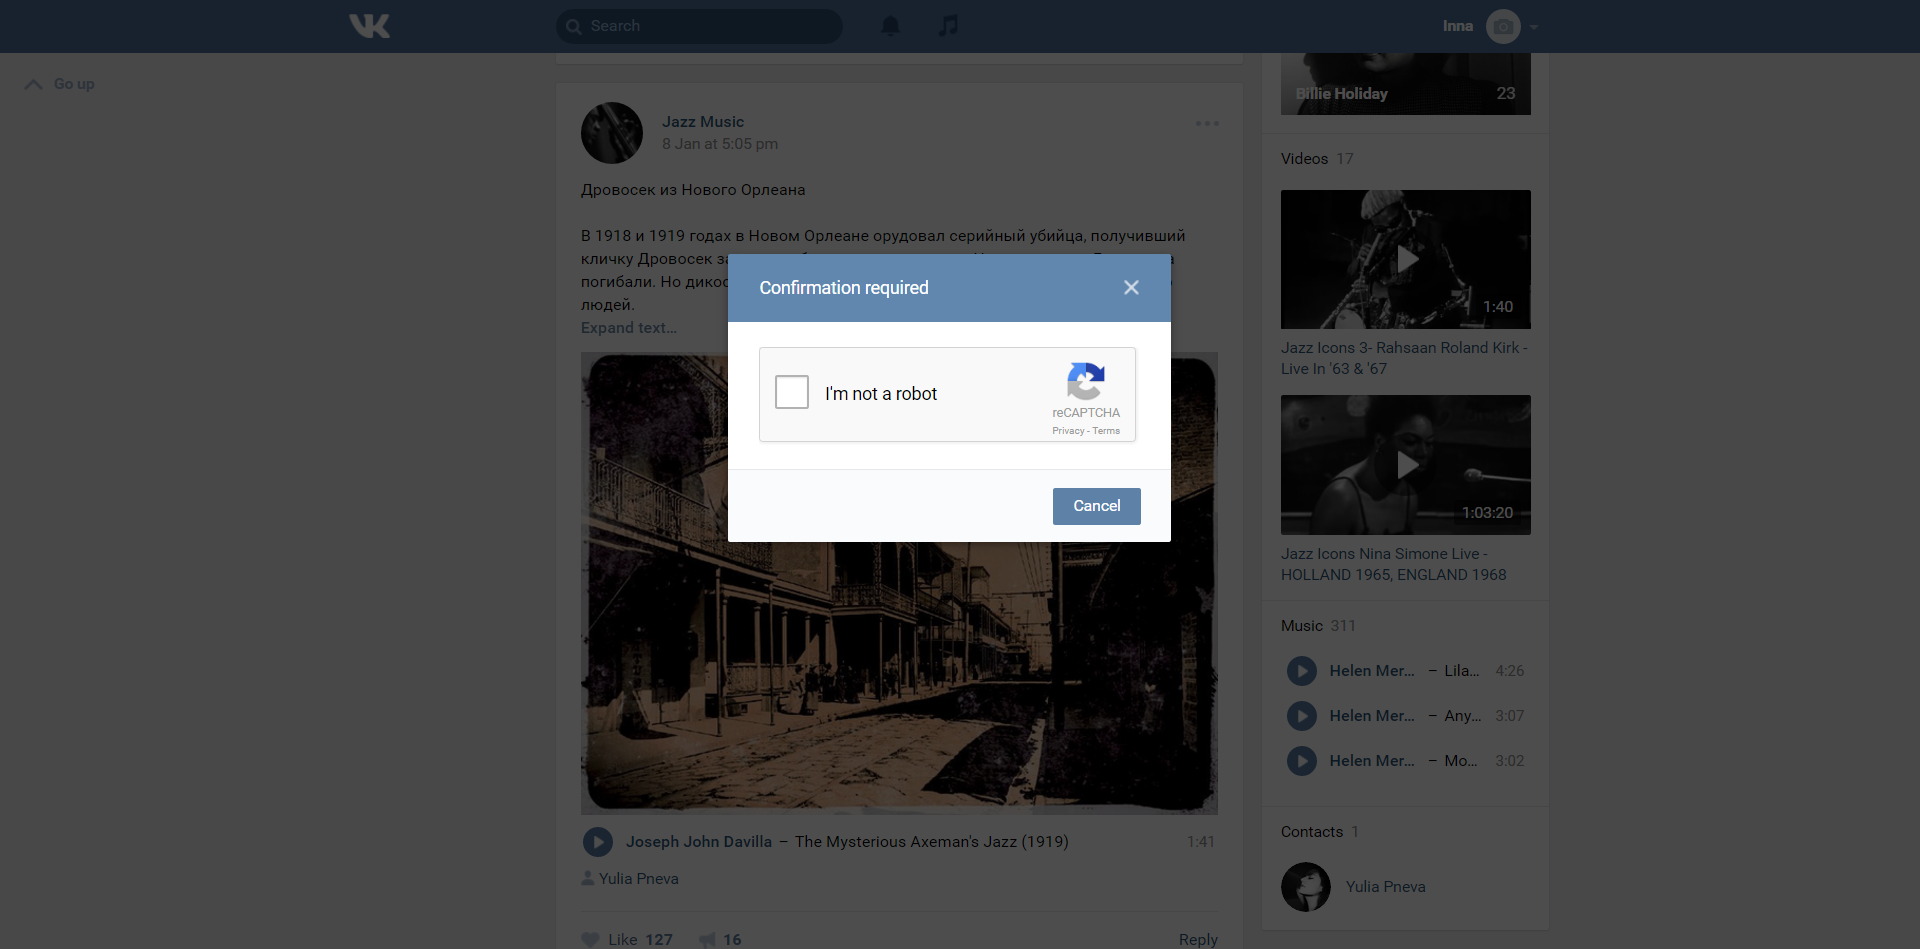 VK
Search
Inna
Go up
Billie Holiday 23
Jazz Music
8 Jan at 5:05 pm
Дровосек из Нового Орлеана
В 1918 и 1919 годах в Новом Орлеане орудовал серийный убийца, получивший
кличку Дровосек
погибали. Но
людей.
Expand text...
Confirmation required
I'm not a robot
reCAPTCHA
Privacy - Terms
Cancel
Joseph John Davilla – The Mysterious Axeman's Jazz (1919) 1:41
Yulia Pneva
Like 127 16 Reply
Videos 17
1:40
Jazz Icons 3- Rahsaan Roland Kirk -
Live In '63 & '67
1:03:20
Jazz Icons Nina Simone Live -
HOLLAND 1965, ENGLAND 1968
Music 311
Helen Mer... – Lila... 4:26
Helen Mer... – Any... 3:07
Helen Mer... – Mo... 3:02
Contacts 1
Yulia Pneva